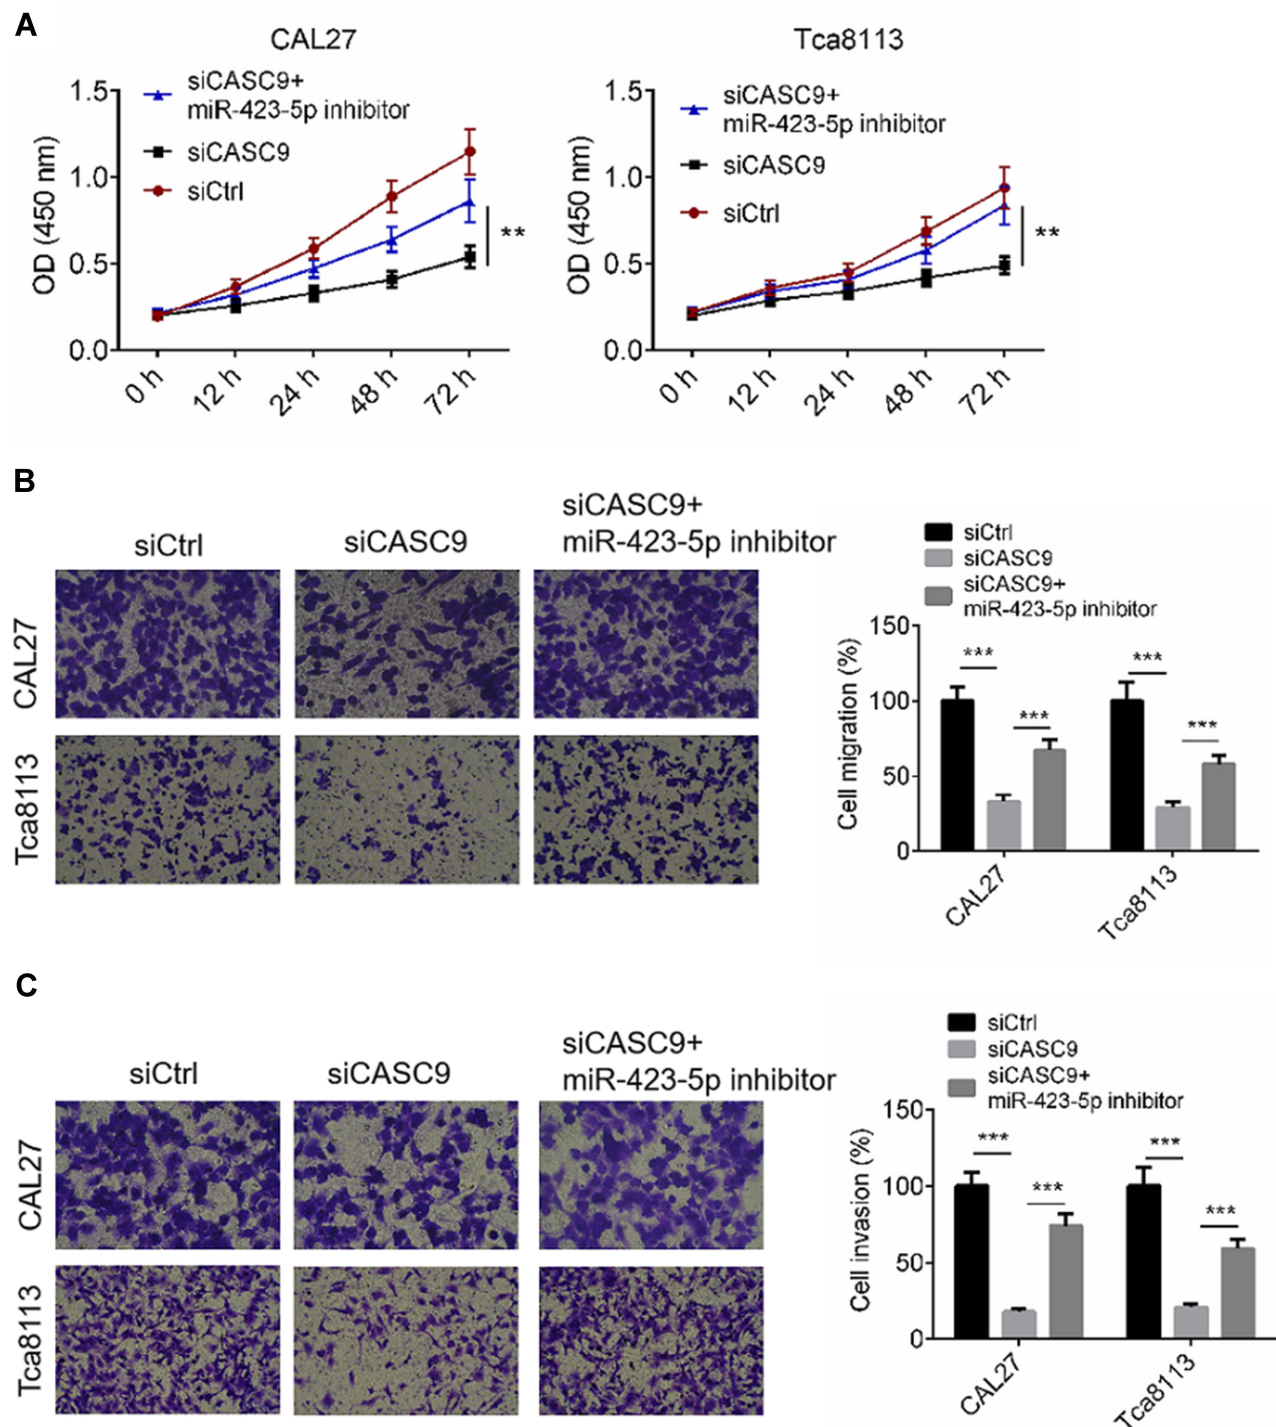 A
CAL27
siCASC9+
miR-423-5p inhibitor
siCASC9
siCtrl
OD (450 nm)
1.5
1.0
0.5
0.0
0 h
12 h
24 h
48 h
72 h
**
Tca8113
siCASC9+
miR-423-5p inhibitor
siCASC9
siCtrl
OD (450 nm)
1.5
1.0
0.5
0.0
0 h
12 h
24 h
48 h
72 h
**
B
siCtrl
siCASC9
siCASC9+
miR-423-5p inhibitor
CAL27
Tca8113
siCtrl
siCASC9
siCASC9+
miR-423-5p inhibitor
Cell migration (%)
150
100
50
0
***
***
***
***
CAL27
Tca8113
C
siCtrl
siCASC9
siCASC9+
miR-423-5p inhibitor
CAL27
Tca8113
siCtrl
siCASC9
siCASC9+
miR-423-5p inhibitor
Cell invasion (%)
150
100
50
0
***
***
***
***
CAL27
Tca8113